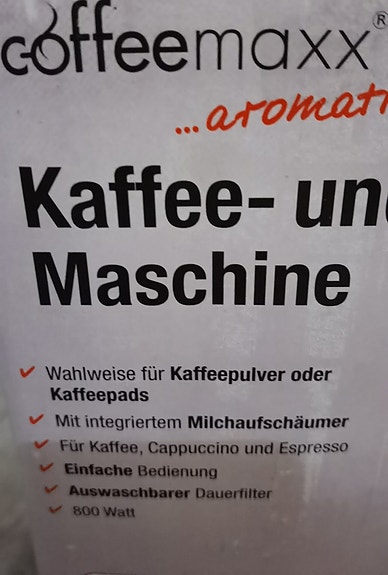 coffeemaxx®
...aromat
Kaffee- un
Maschine
Wahlweise für Kaffeepulver oder
Kaffeepads
Mit integriertem Milchaufschäumer
Für Kaffee, Cappuccino und Espresso
Einfache Bedienung
Auswaschbarer Dauerfilter
800 Watt